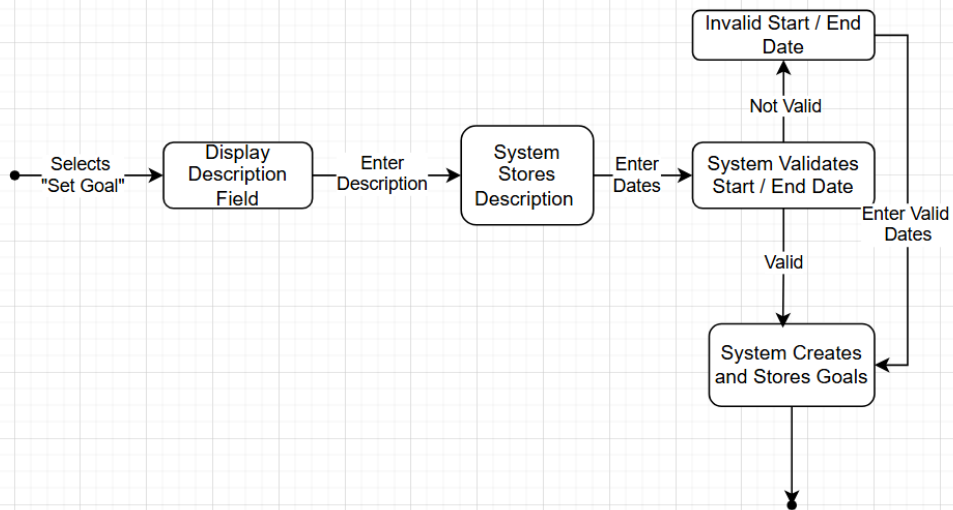 Invalid Start / End
Date
Not Valid
Selects
"Set Goal"
Display
Description
Field
Enter
Description
System
Stores
Description
Enter
Dates
System Validates
Start / End Date
Enter Valid
Dates
Valid
System Creates
and Stores Goals